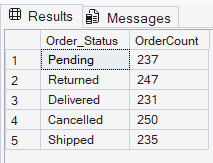 Results Messages
Order_Status OrderCount
1 Pending 237
2 Returned 247
3 Delivered 231
4 Cancelled 250
5 Shipped 235